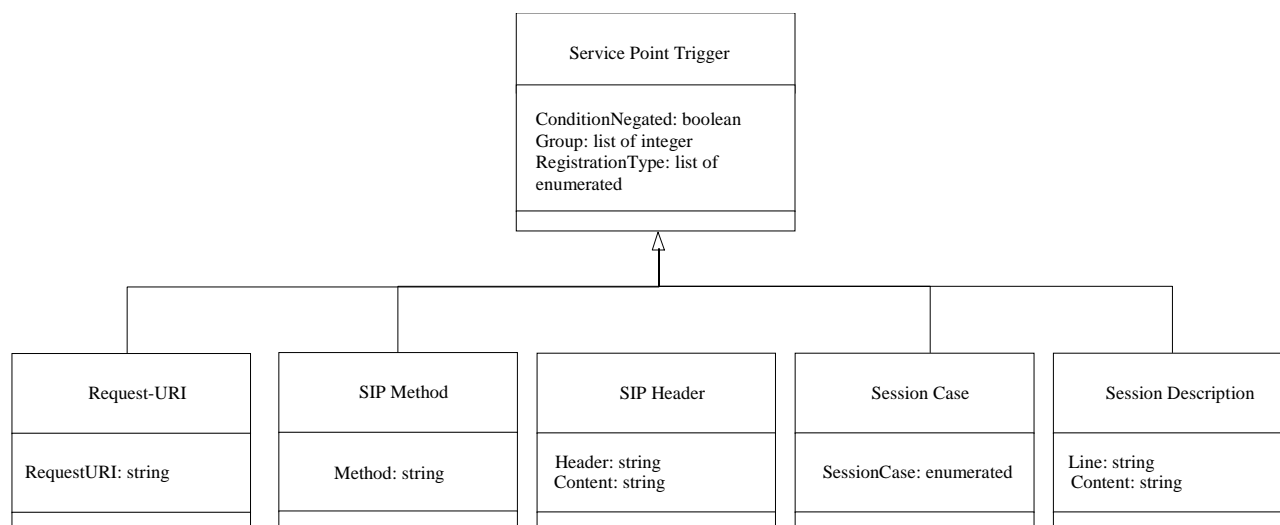 Service Point Trigger
ConditionNegated: boolean
Group: list of integer
RegistrationType: list of
enumerated
Request-URI
RequestURI: string
SIP Method
Method: string
SIP Header
Header: string
Content: string
Session Case
SessionCase: enumerated
Session Description
Line: string
Content: string